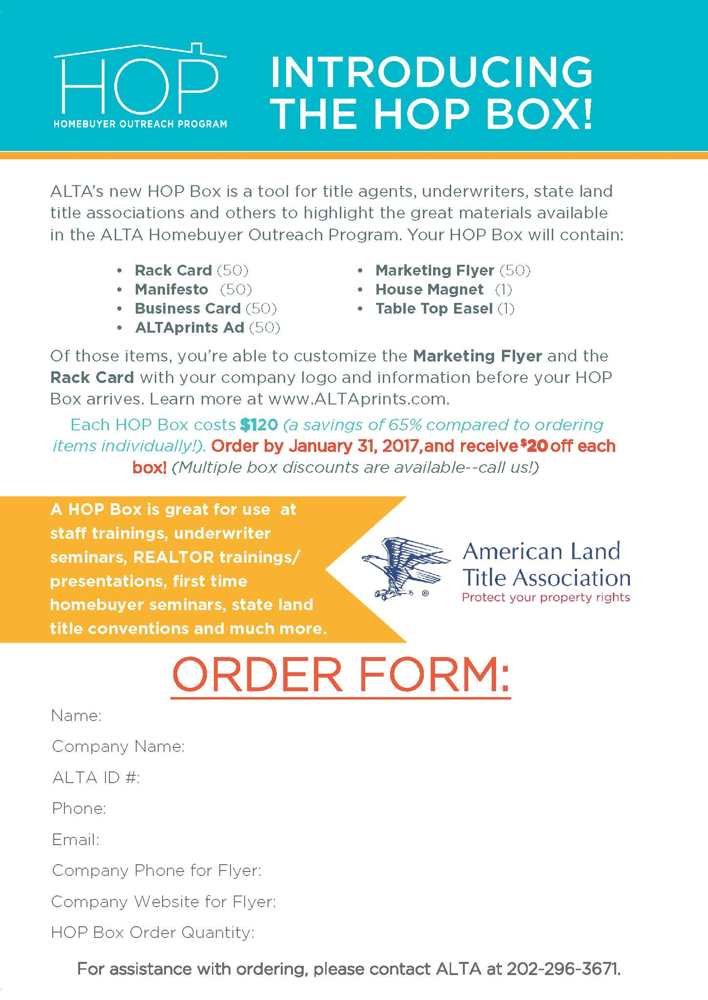 HOP
HOMEBUYER OUTREACH PROGRAM
INTRODUCING
THE HOP BOX!
ALTA's new HOP Box is a tool for title agents, underwriters, state land
title associations and others to highlight the great materials available
in the ALTA Homebuyer Outreach Program. Your HOP Box will contain:
• Rack Card (50)
• Manifesto (50)
• Business Card (50)
• ALTAprints Ad (50)
• Marketing Flyer (50)
• House Magnet (1)
• Table Top Easel (1)
Of those items, you're able to customize the Marketing Flyer and the
Rack Card with your company logo and information before your HOP
Box arrives. Learn more at www.ALTAprints.com.
Each HOP Box costs $120 (a savings of 65% compared to ordering
items individually!). Order by January 31, 2017,and receive $20 off each
box! (Multiple box discounts are available--call us!)
A HOP Box is great for use at
staff trainings, underwriter
seminars, REALTOR trainings/
presentations, first time
homebuyer seminars, state land
title conventions and much more.
®
American Land
Title Association
Protect your property rights
ORDER FORM:
Name:
Company Name:
ALTA ID #:
Phone:
Email:
Company Phone for Flyer:
Company Website for Flyer:
HOP Box Order Quantity:
For assistance with ordering, please contact ALTA at 202-296-3671.